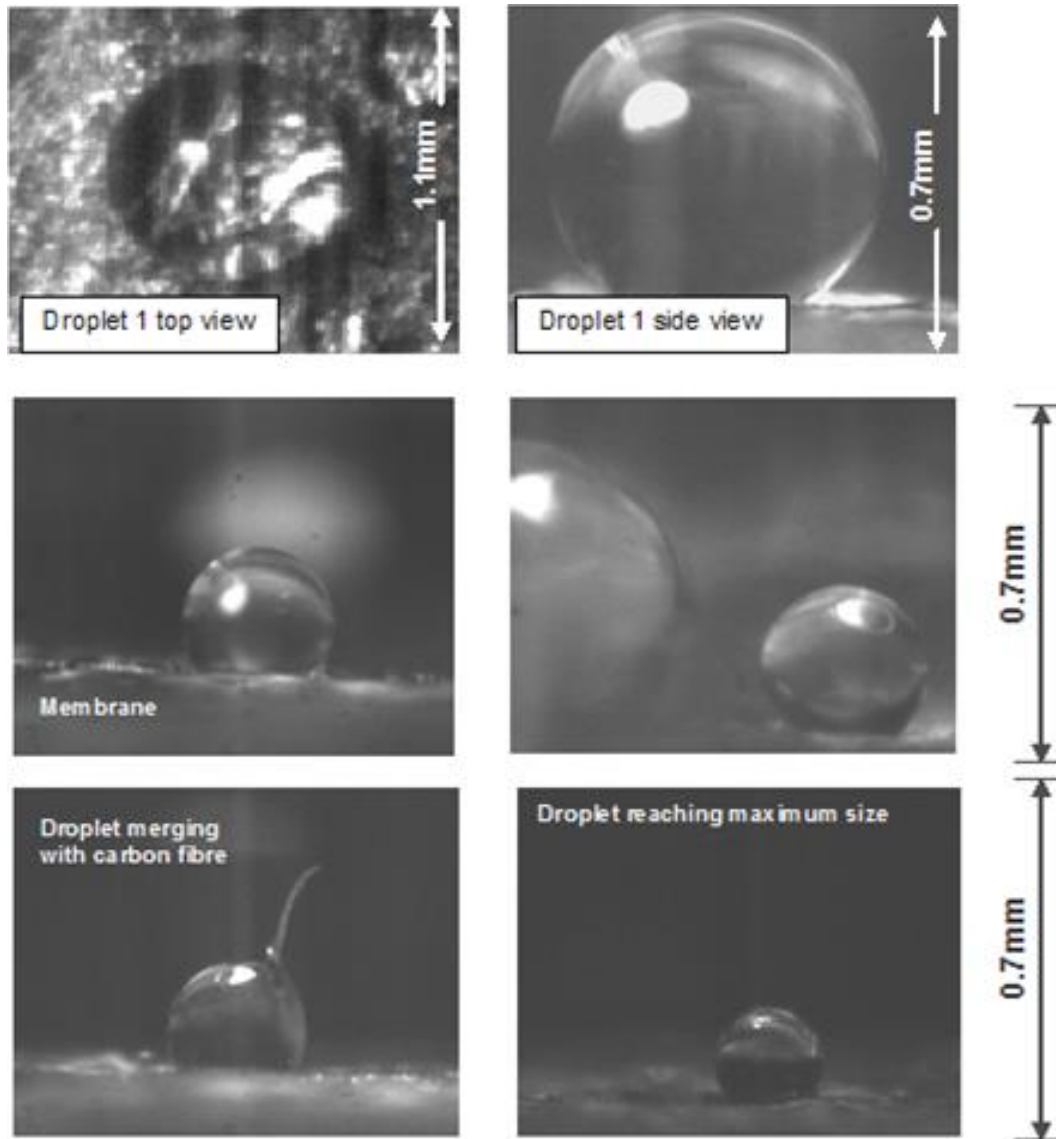 1.1mm
Droplet 1 top view
0.7mm
Droplet 1 side view
Membrane
0.7mm
Droplet merging
with carbon fibre
Droplet reaching maximum size
0.7mm